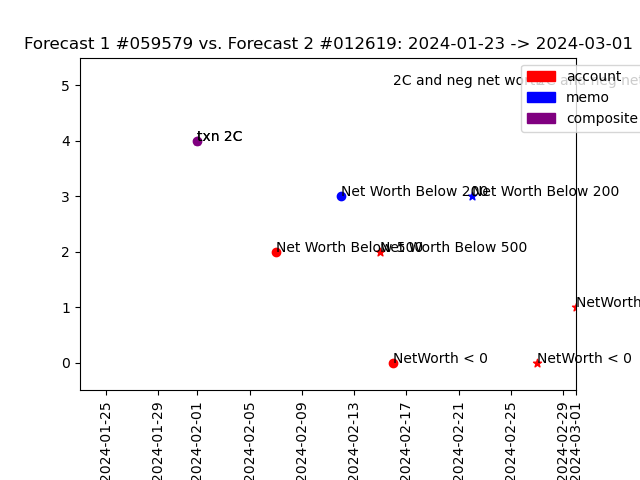 Forecast 1 #059579 vs. Forecast 2 #012619: 2024-01-23 -> 2024-03-01
5
2C and neg net
account
memo
composite
4
txn 2C
3
Net Worth Below 200
Net Worth Below 200
2
Net Worth Below 500
Net Worth Below 500
1
NetWorth
0
NetWorth < 0
NetWorth < 0
2024-01-25
2024-01-29
2024-02-01
2024-02-05
2024-02-09
2024-02-13
2024-02-17
2024-02-21
2024-02-25
2024-02-29
2024-03-01